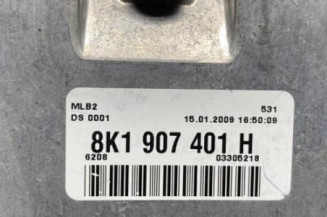 MLB2 531
DS 0001 15.01.2009 16:50:09
8K1 907 401 H
6208 03305218